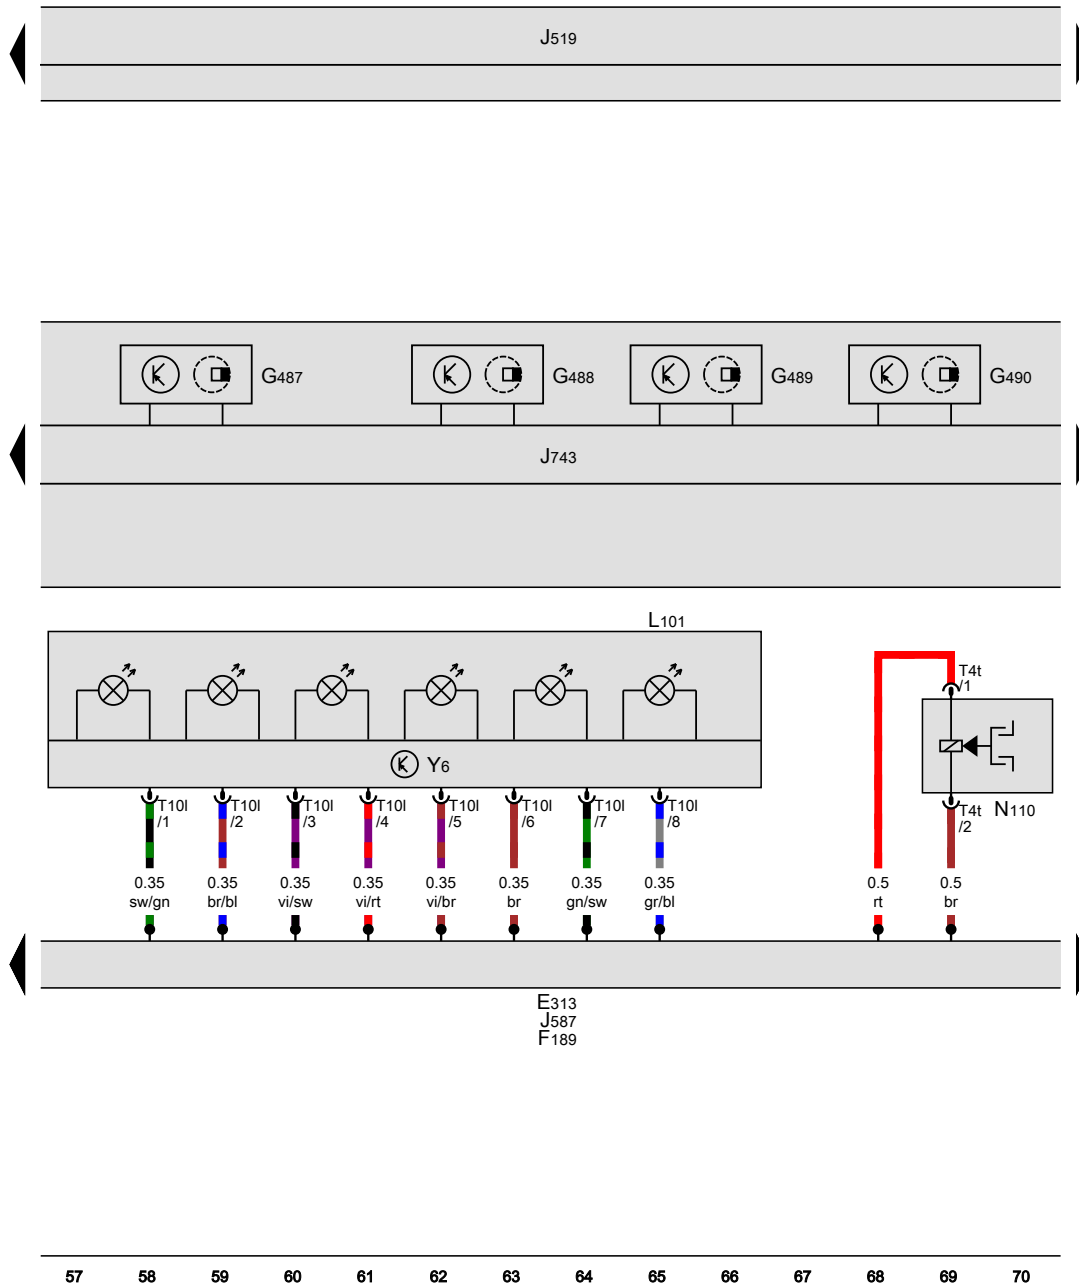 J519
G487
G488
G489
G490
J743
L101
Y6
T4t
/1
N110
T4t
/2
T10l
/1
T10l
/2
T10l
/3
T10l
/4
T10l
/5
T10l
/6
T10l
/7
T10l
/8
0.35
sw/gn
0.35
br/bl
0.35
vi/sw
0.35
vi/rt
0.35
vi/br
0.35
br
0.35
gn/sw
0.35
gr/bl
0.5
rt
0.5
br
E313
J587
F189
57 58 59 60 61 62 63 64 65 66 67 68 69 70